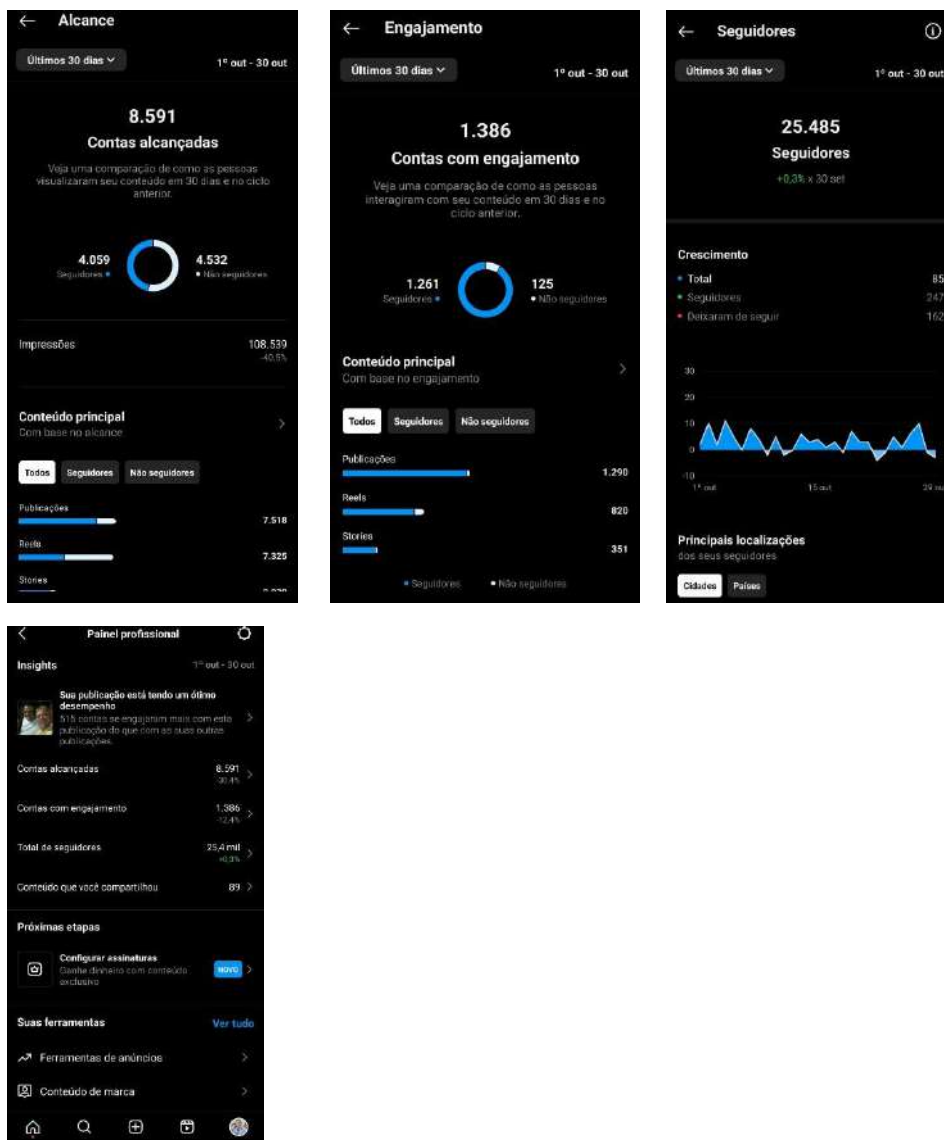 Alcance
Últimos 30 dias
1º out - 30 out
8.591
Contas alcançadas
Veja uma comparação de como as pessoas
visualizaram seu conteúdo em 30 dias e no ciclo
anterior.
4.059
Seguidores
4.532
Não seguidores
Impressões
108.539
-40,5%
Conteúdo principal
Com base no alcance
Todos
Seguidores
Não seguidores
Publicações
7.518
Reels
7.325
Stories
Engajamento
Últimos 30 dias
1º out - 30 out
1.386
Contas com engajamento
Veja uma comparação de como as pessoas
interagiram com seu conteúdo em 30 dias e no
ciclo anterior.
1.261
Seguidores
125
Não seguidores
Conteúdo principal
Com base no engajamento
Todos
Seguidores
Não seguidores
Publicações
1.290
Reels
820
Stories
351
Seguidores
Não seguidores
Seguidores
Últimos 30 dias
1º out - 30 out
25.485
Seguidores
+0,3% x 30 set
Crescimento
Total
85
Seguidores
247
Deixaram de seguir
162
30
20
10
0
-10
1º out
15 out
29 ou
Principais localizações
dos seus seguidores
Cidades
Países
Painel profissional
Insights
1º out - 30 out
Sua publicação está tendo um ótimo
desempenho
515 contas se engajaram mais com esta
publicação do que com as suas outras
publicações.
Contas alcançadas
8.591
-30,4%
Contas com engajamento
1.386
-12,4%
Total de seguidores
25,4 mil
+0,3%
Conteúdo que você compartilhou
89
Próximas etapas
Configurar assinaturas
Ganhe dinheiro com conteúdo
exclusivo
NOVO
Suas ferramentas
Ver tudo
Ferramentas de anúncios
Conteúdo de marca